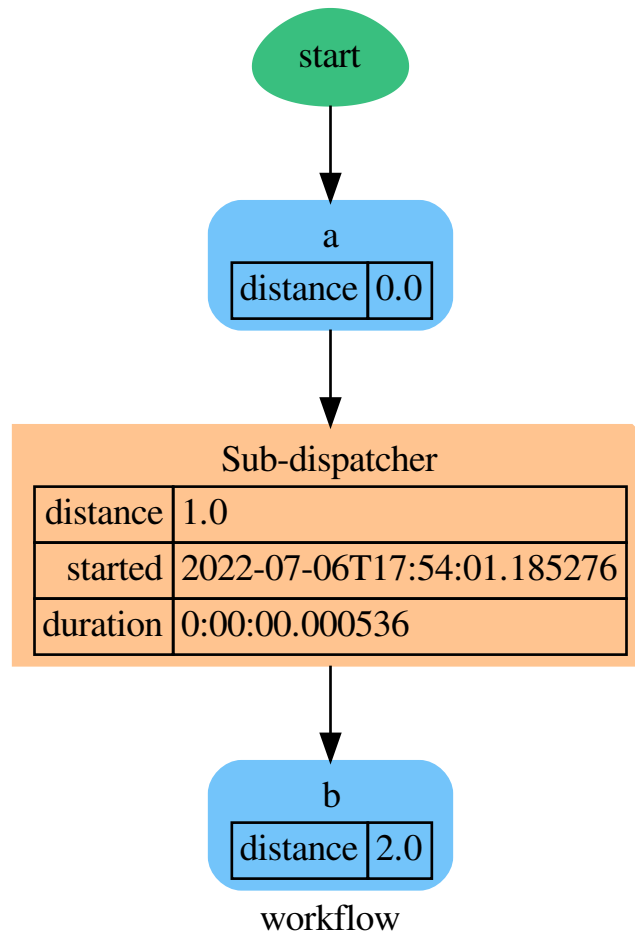 start
a
distance 0.0
Sub-dispatcher
distance 1.0
started 2022-07-06T17:54:01.185276
duration 0:00:00.000536
b
distance 2.0
workflow